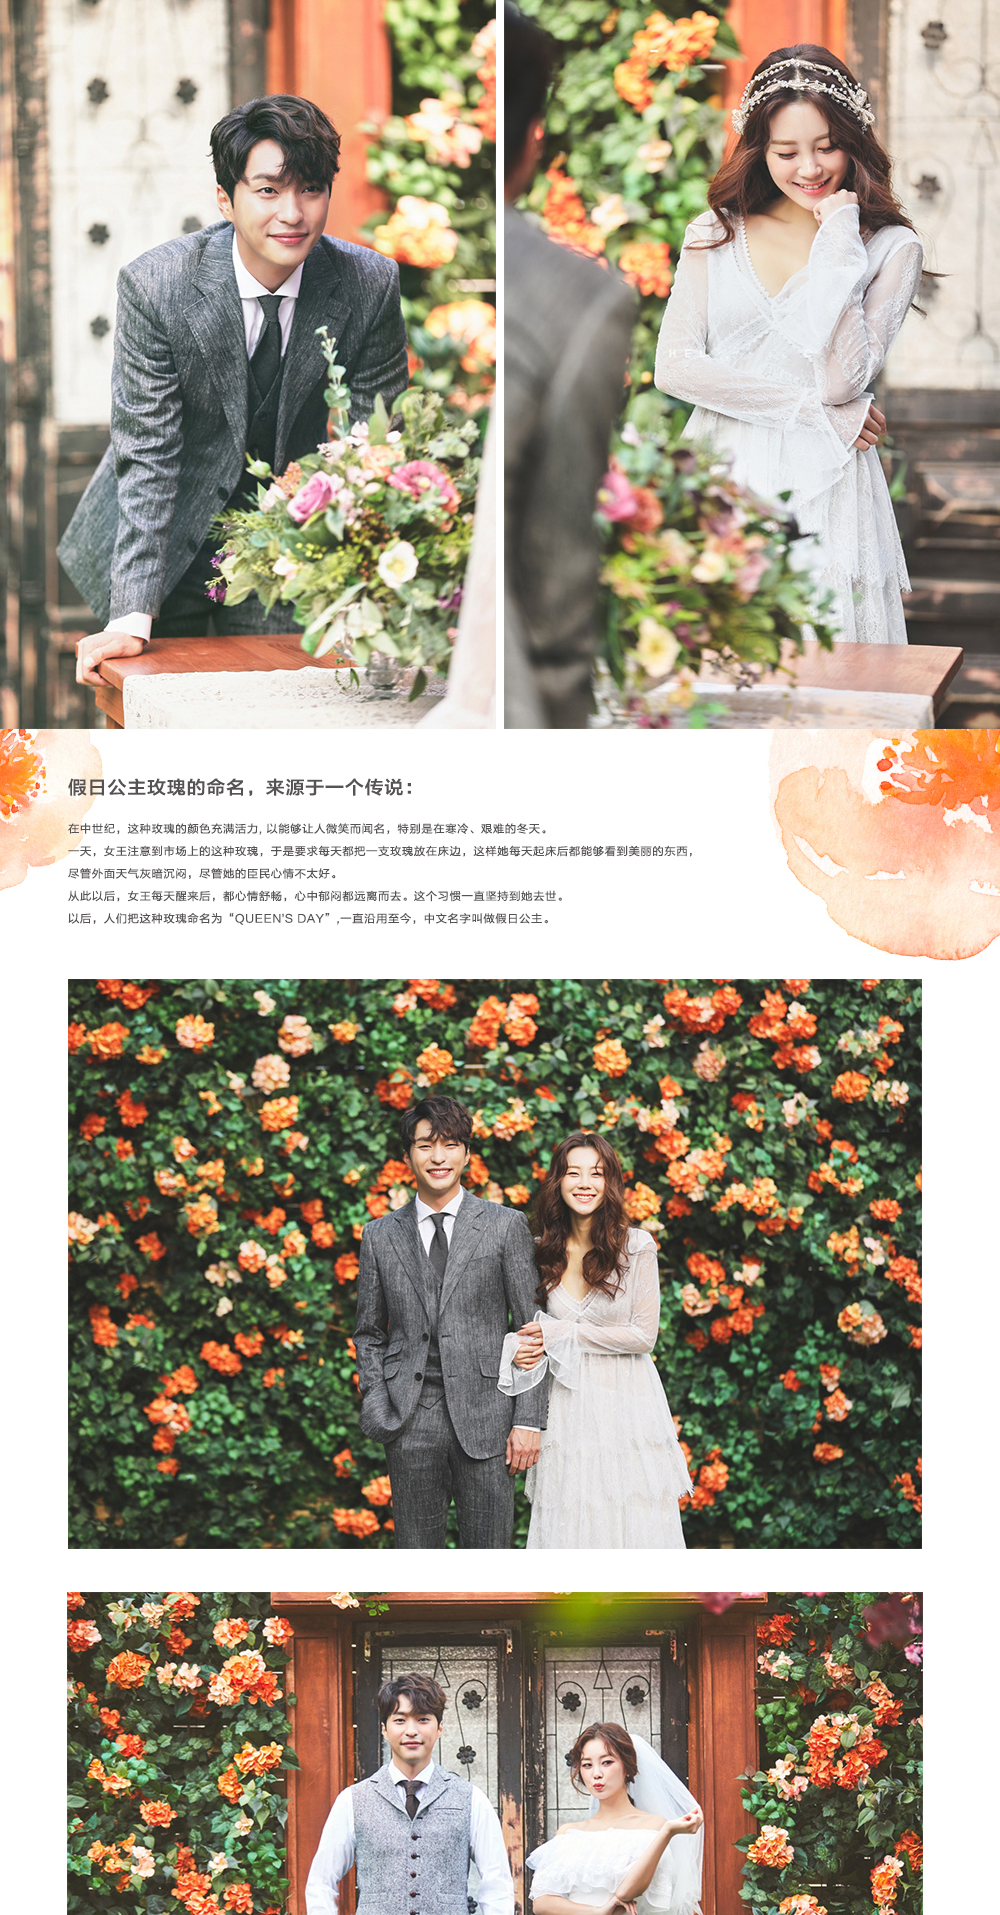 HE
假日公主玫瑰的命名，来源于一个传说：
在中世纪，这种玫瑰的颜色充满活力, 以能够让人微笑而闻名，特别是在寒冷、艰难的冬天。
一天，女王注意到市场上的这种玫瑰，于是要求每天都把一支玫瑰放在床边，这样她每天起床后都能够看到美丽的东西，
尽管外面天气灰暗沉闷，尽管她的臣民心情不太好。
从此以后，女王每天醒来后，都心情舒畅，心中郁闷都远离而去。这个习惯一直坚持到她去世。
以后，人们把这种玫瑰命名为“QUEEN'S DAY”,一直沿用至今，中文名字叫做假日公主。